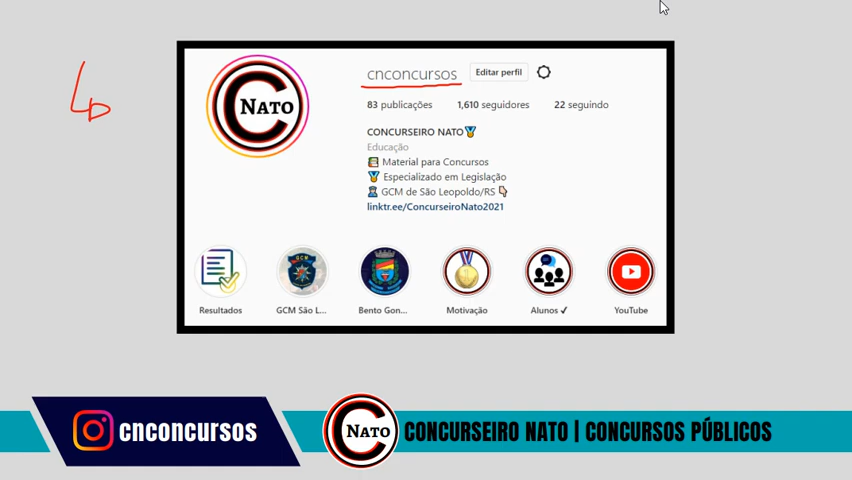 C NATO
cnconcursos Editar perfil
83 publicações 1,610 seguidores 22 seguindo
CONCURSEIRO NATO🏅
Educação
📗 Material para Concursos
🏅 Especializado em Legislação
👮 GCM de São Leopoldo/RS 👇🏻
linktr.ee/ConcurseiroNato2021
GCM
Resultados GCM São L... Bento Gon... Motivação Alunos ✔ YouTube
cnconcursos C NATO CONCURSEIRO NATO | CONCURSOS PÚBLICOS